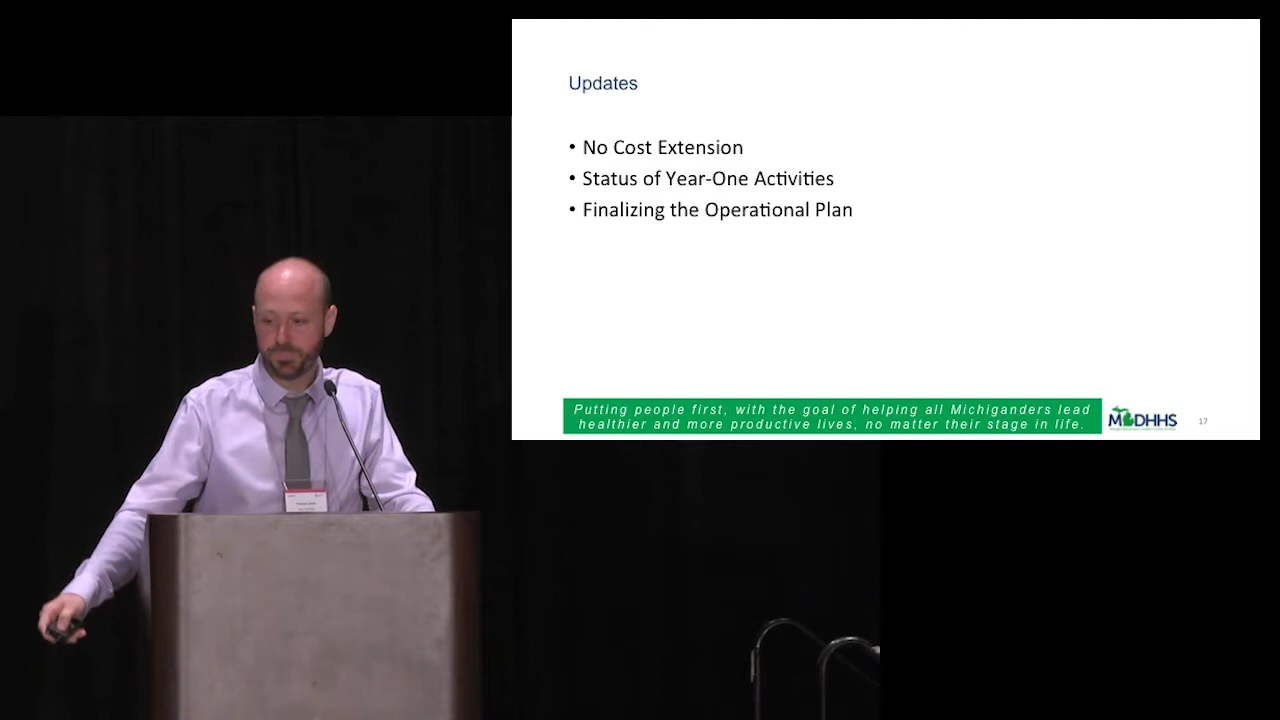 Updates
• No Cost Extension
• Status of Year-One Activities
• Finalizing the Operational Plan
Putting people first, with the goal of helping all Michiganders lead
healthier and more productive lives, no matter their stage in life.
MDHHS
17